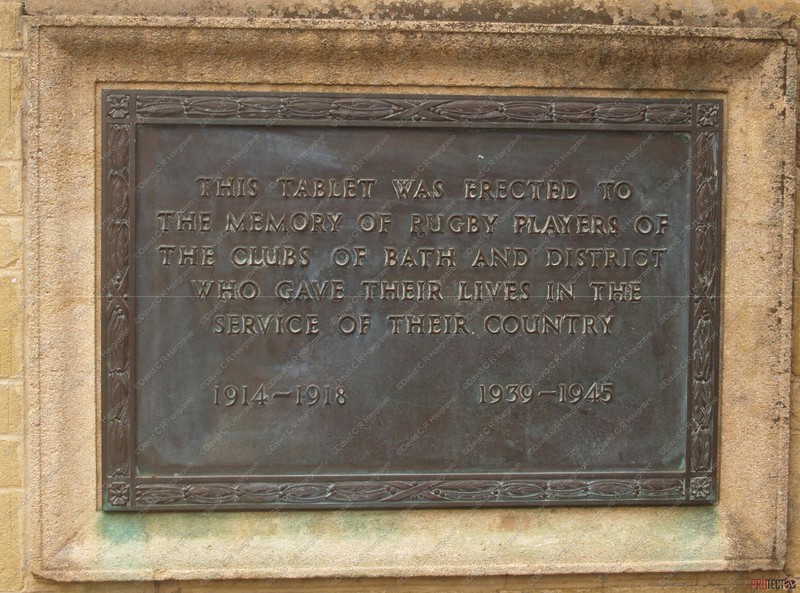 THIS TABLET WAS ERECTED TO
THE MEMORY OF RUGBY PLAYERS OF
THE CLUBS OF BATH AND DISTRICT
WHO GAVE THEIR LIVES IN THE
SERVICE OF THEIR COUNTRY
1914–1918 1939–1945
PROTECT